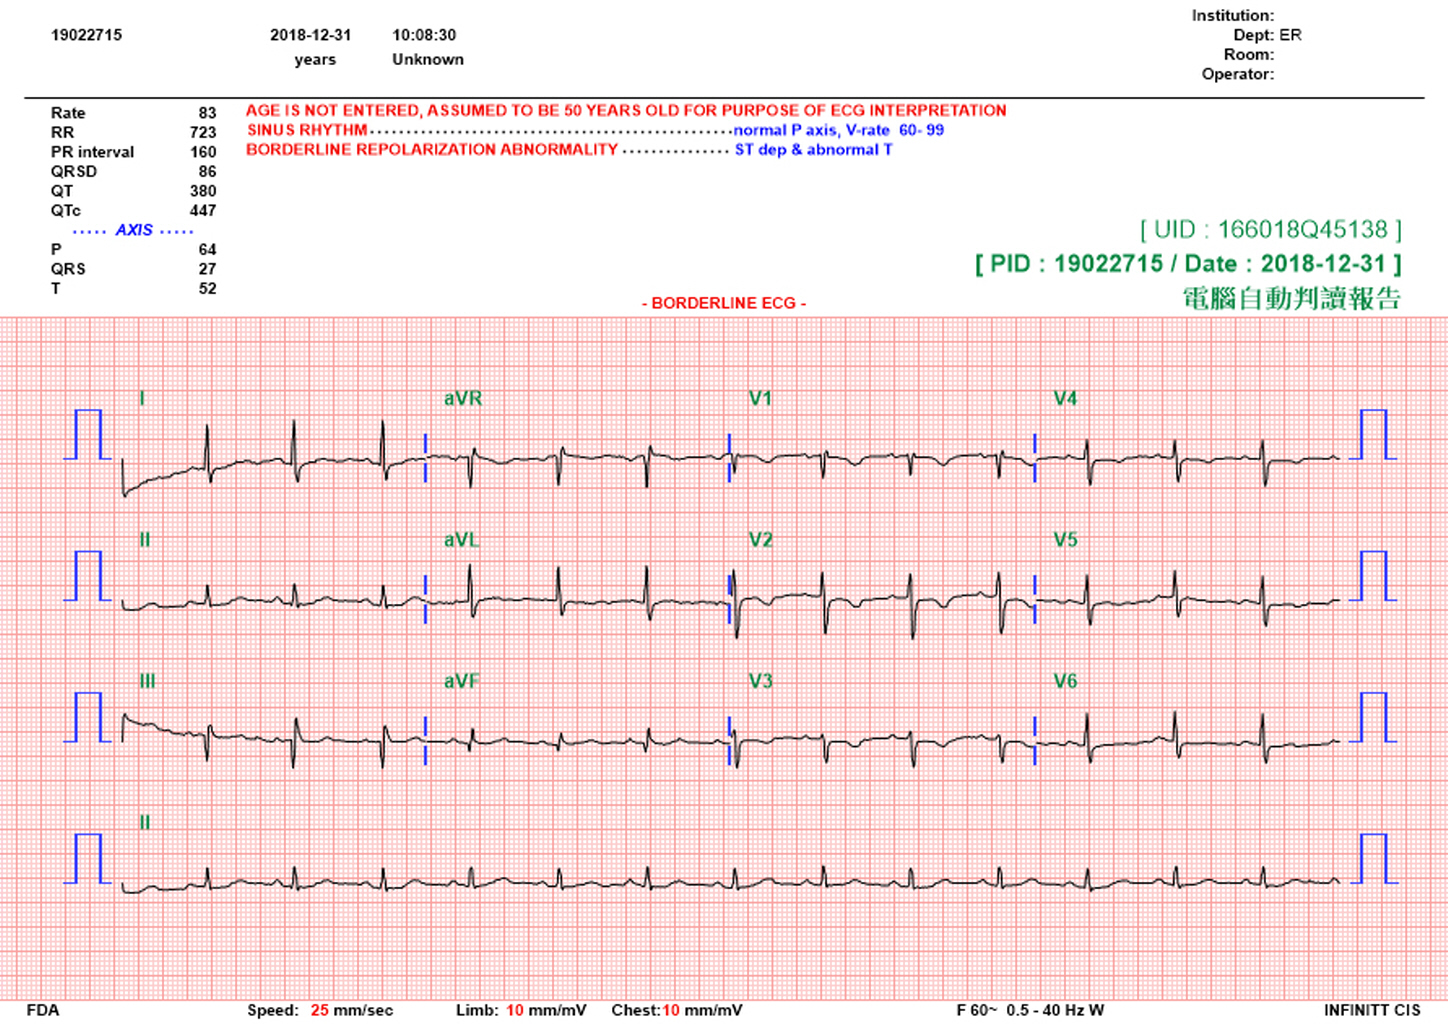 Institution:
19022715 2018-12-31 10:08:30 Dept: ER
years Unknown Room:
Operator:
Rate 83 AGE IS NOT ENTERED, ASSUMED TO BE 50 YEARS OLD FOR PURPOSE OF ECG INTERPRETATION
RR 723 SINUS RHYTHM normal P axis, V-rate 60- 99
PR interval 160 BORDERLINE REPOLARIZATION ABNORMALITY ST dep & abnormal T
QRSD 86
QT 380
QTc 447
····· AXIS ·····
[ UID : 166018Q45138 ]
P 64
[ PID : 19022715 / Date : 2018-12-31 ]
QRS 27
T 52
電腦自動判讀報告
- BORDERLINE ECG -
I aVR V1 V4
II aVL V2 V5
III aVF V3 V6
II
FDA Speed: 25 mm/sec Limb: 10 mm/mV Chest:10 mm/mV F 60~ 0.5 - 40 Hz W INFINITT CIS